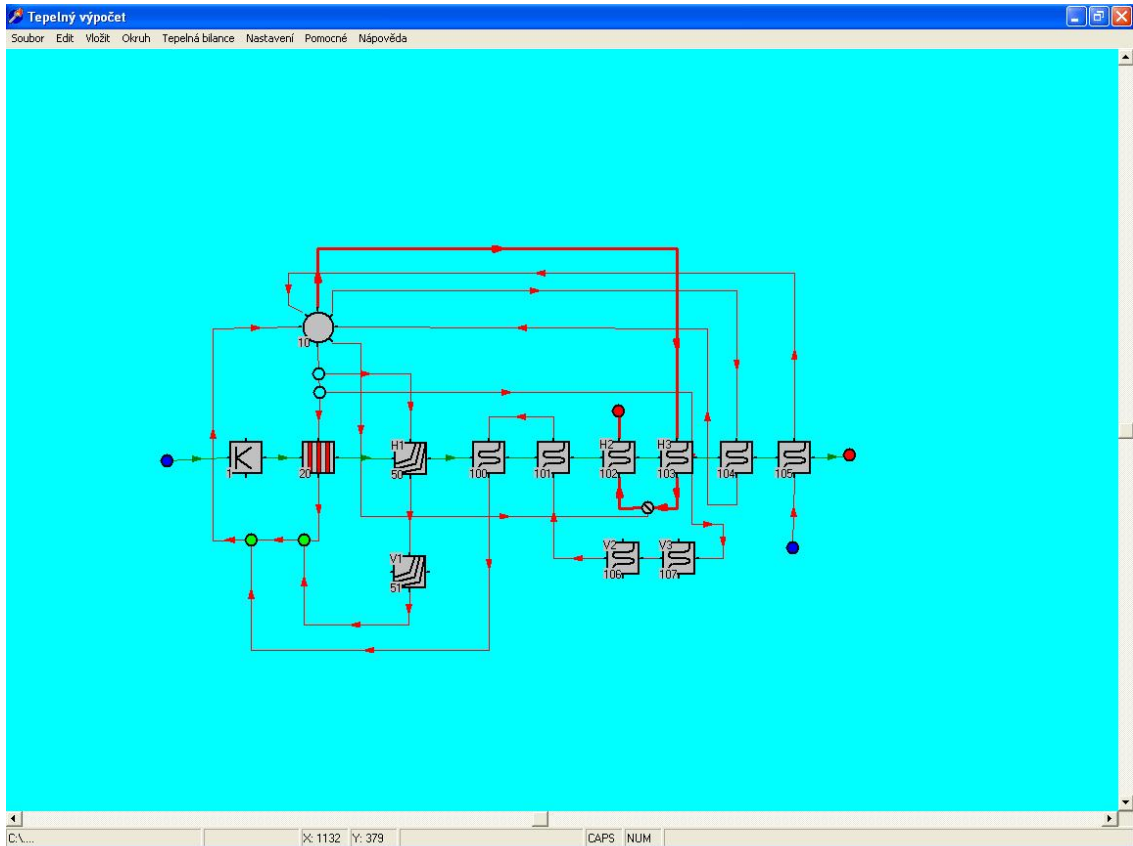 Tepelný výpočet
Soubor Edit Vložit Okruh Tepelná bilance Nastavení Pomocné Nápověda
10
H1 H2 H3
1 20 50 100 101 102 103 104 105
V1 V2 V3
51 106 107
C:\... X: 1132 Y: 379 CAPS NUM